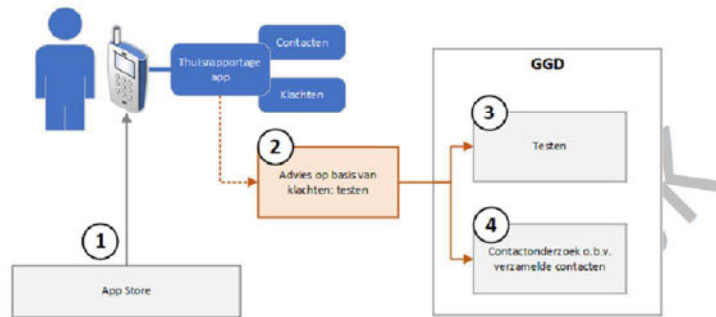 Contacten
Thuisrapportage
app
Klachten
GGD
3
Testen
2
Advies op basis van
klachten: testen
4
Contactonderzoek o.b.v.
verzamelde contacten
1
App Store